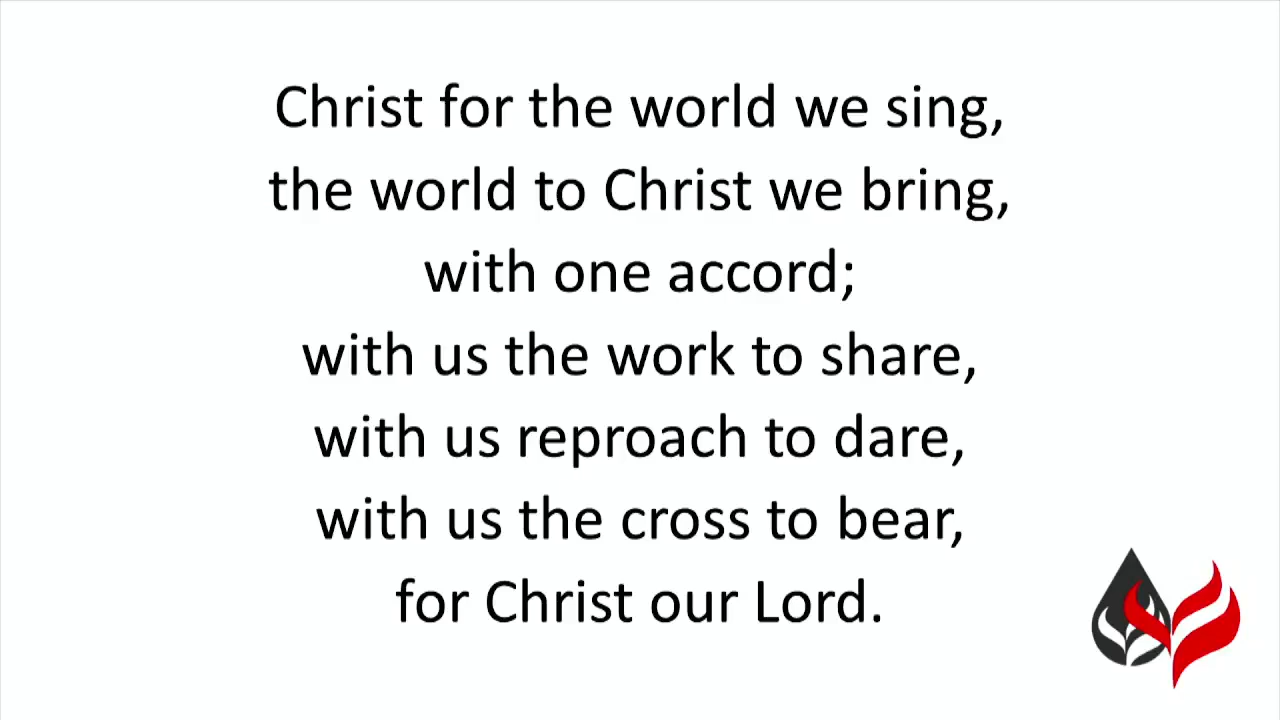 Christ for the world we sing,
the world to Christ we bring,
with one accord;
with us the work to share,
with us reproach to dare,
with us the cross to bear,
for Christ our Lord.